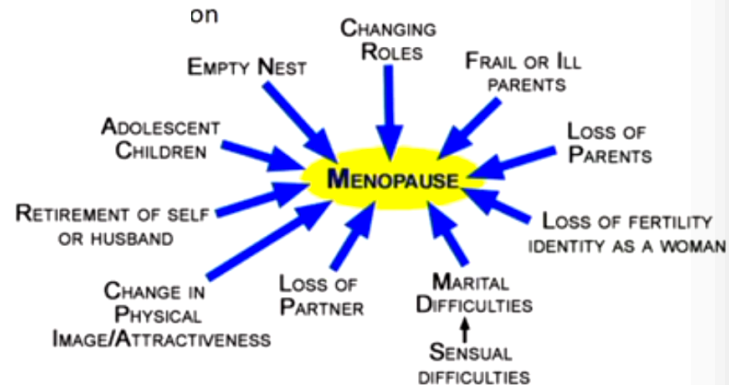 on
CHANGING
ROLES
EMPTY NEST
FRAIL OR ILL
PARENTS
ADOLESCENT
CHILDREN
LOSS OF
PARENTS
MENOPAUSE
RETIREMENT OF SELF
OR HUSBAND
LOSS OF FERTILITY
IDENTITY AS A WOMAN
CHANGE IN
PHYSICAL
IMAGE/ATTRACTIVENESS
LOSS OF
PARTNER
MARITAL
DIFFICULTIES
SENSUAL
DIFFICULTIES